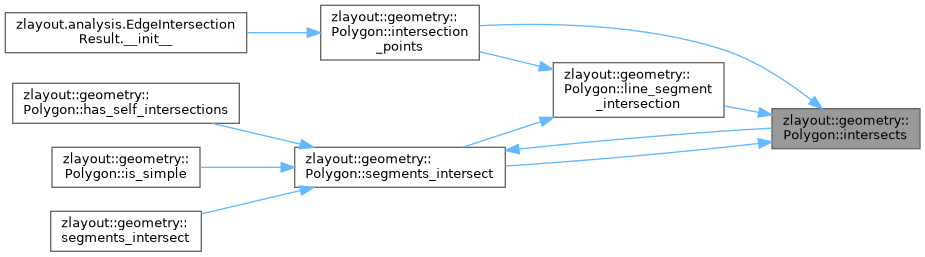 zlayout.analysis.EdgeIntersection
Result.__init__
zlayout::geometry::
Polygon::intersection
_points
zlayout::geometry::
Polygon::line_segment
_intersection
zlayout::geometry::
Polygon::has_self_intersections
zlayout::geometry::
Polygon::intersects
zlayout::geometry::
Polygon::is_simple
zlayout::geometry::
Polygon::segments_intersect
zlayout::geometry::
segments_intersect